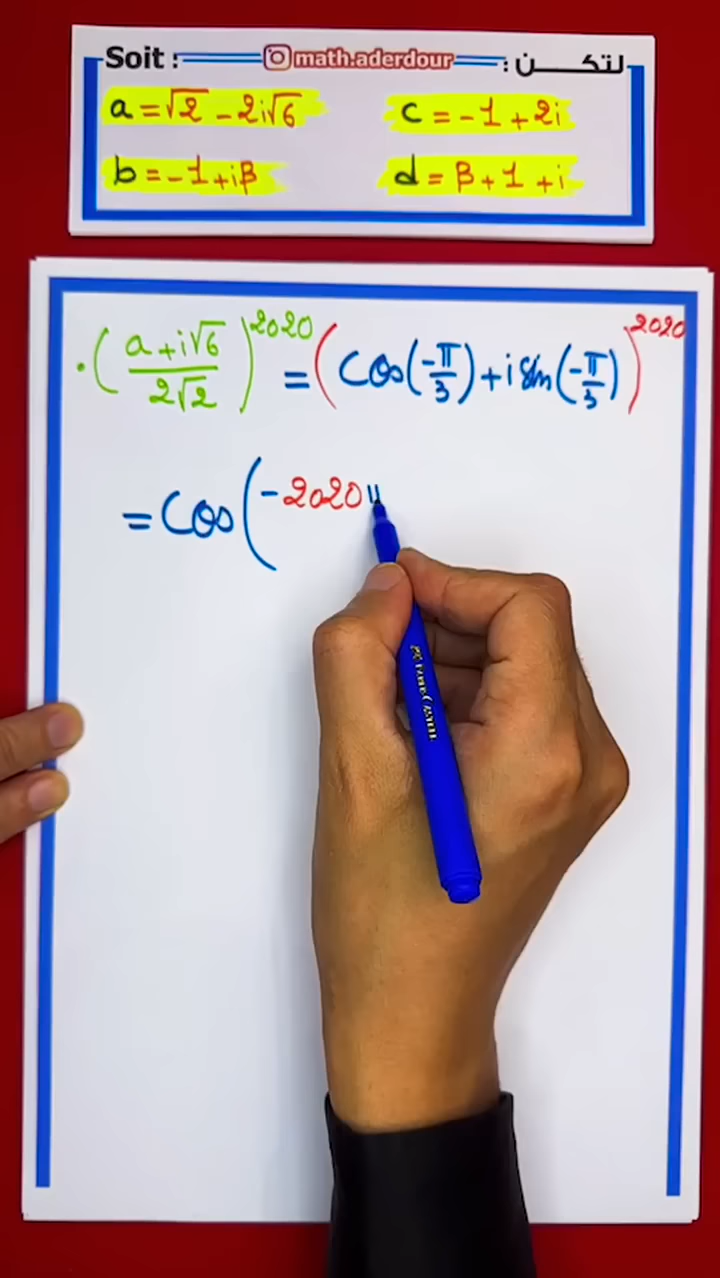 Soit : math.aderdour لتكن :
a = √2 - 2i√6 c = -1 + 2i
b = -1 + iβ d = β + 1 + i
• ((a + i√6)/(2√2))^2020 = (cos(-π/3) + i sin(-π/3))^2020
= cos(-2020